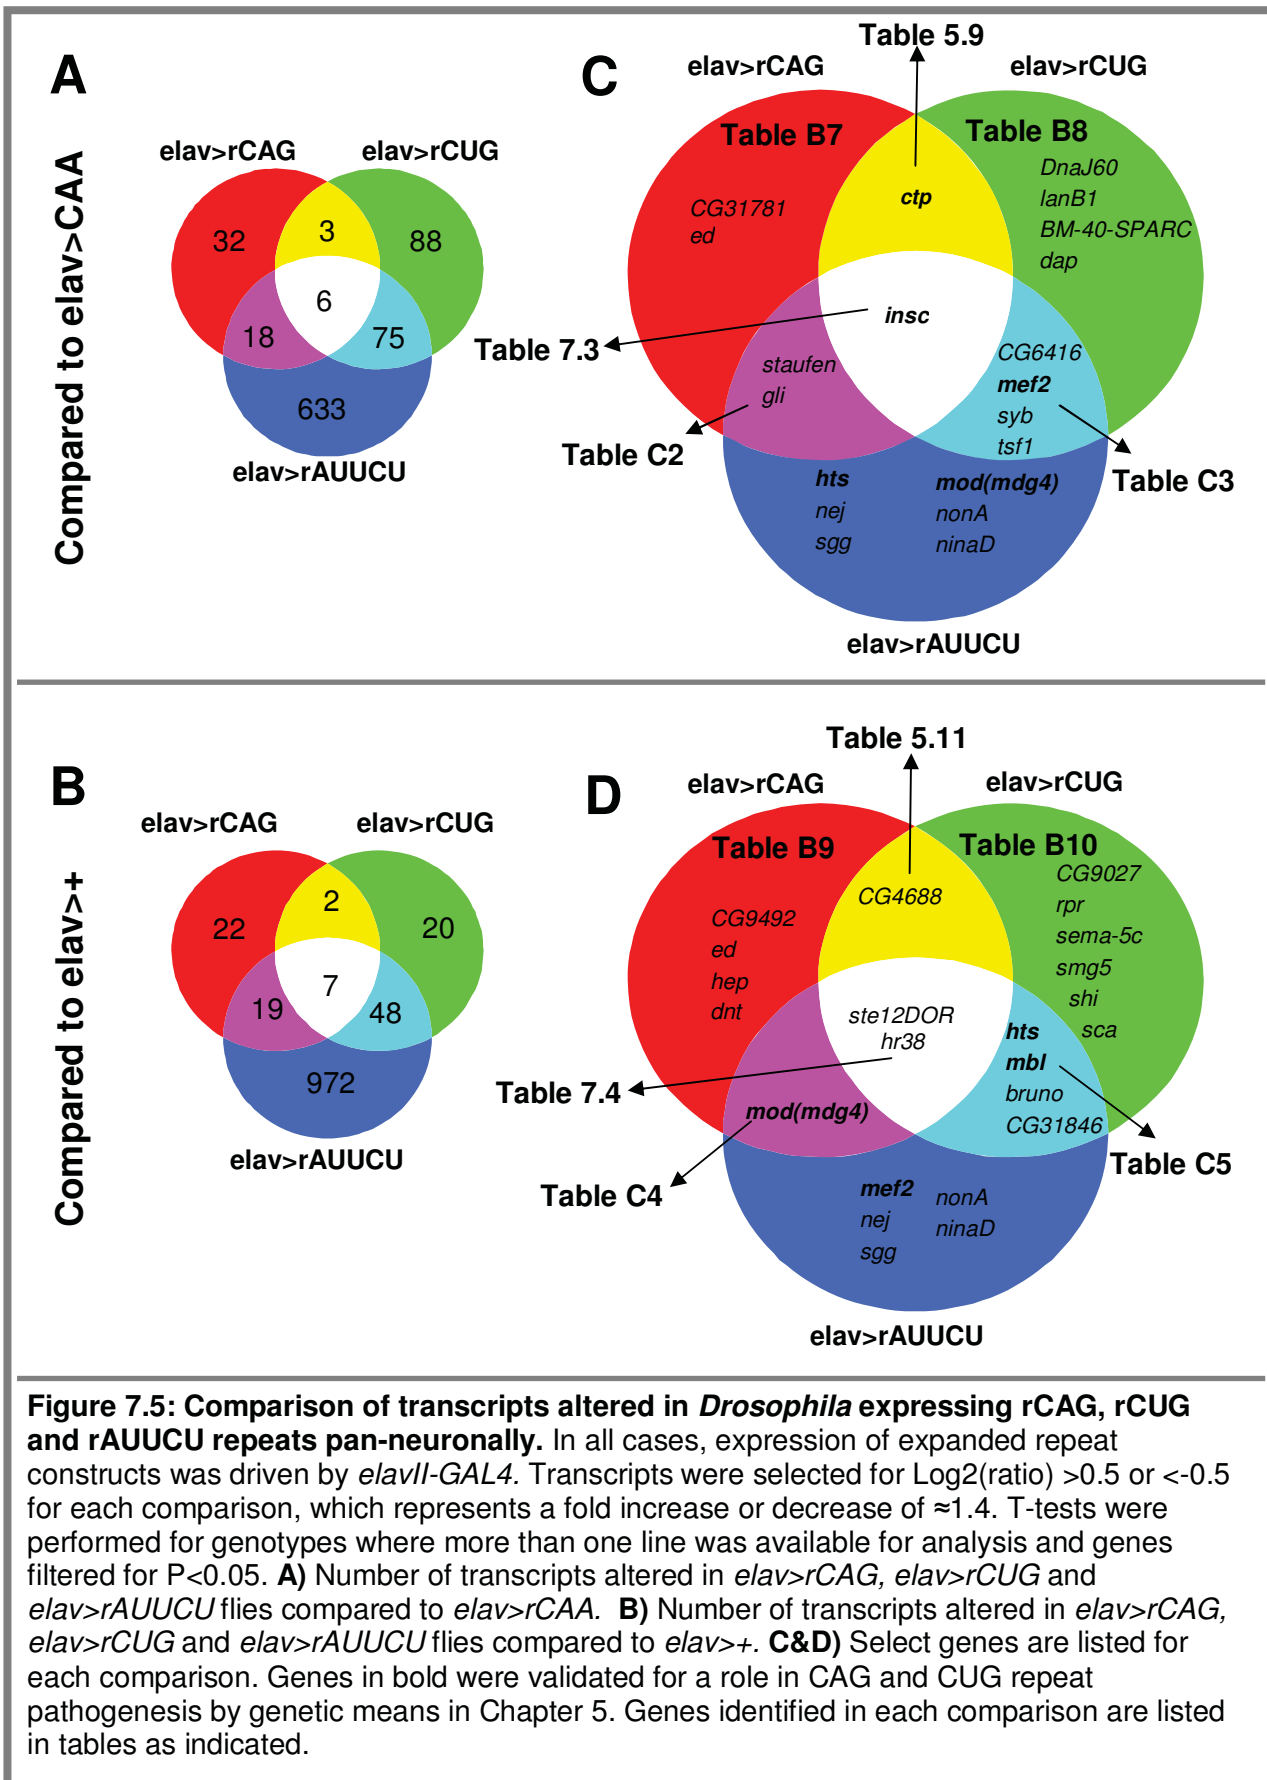 A
Compared to elav>CAA
elav>rCAG
elav>rCUG
32
3
88
6
18
75
633
elav>rAUUCU
C
Table 5.9
elav>rCAG
elav>rCUG
Table B7
Table B8
CG31781
ed
ctp
DnaJ60
lanB1
BM-40-SPARC
dap
insc
Table 7.3
staufen
gli
Table C2
CG6416
mef2
syb
tsf1
Table C3
hts
nej
sgg
mod(mdg4)
nonA
ninaD
elav>rAUUCU
B
Compared to elav>+
elav>rCAG
elav>rCUG
22
2
20
7
19
48
972
elav>rAUUCU
D
Table 5.11
elav>rCAG
elav>rCUG
Table B9
Table B10
CG4688
CG9492
ed
hep
dnt
CG9027
rpr
sema-5c
smg5
shi
sca
ste12DOR
hr38
Table 7.4
mod(mdg4)
Table C4
hts
mbl
bruno
CG31846
Table C5
mef2
nej
sgg
nonA
ninaD
elav>rAUUCU
Figure 7.5: Comparison of transcripts altered in Drosophila expressing rCAG, rCUG
and rAUUCU repeats pan-neuronally. In all cases, expression of expanded repeat
constructs was driven by elavII-GAL4. Transcripts were selected for Log2(ratio) >0.5 or <-0.5
for each comparison, which represents a fold increase or decrease of ≈1.4. T-tests were
performed for genotypes where more than one line was available for analysis and genes
filtered for P<0.05. A) Number of transcripts altered in elav>rCAG, elav>rCUG and
elav>rAUUCU flies compared to elav>rCAA. B) Number of transcripts altered in elav>rCAG,
elav>rCUG and elav>rAUUCU flies compared to elav>+. C&D) Select genes are listed for
each comparison. Genes in bold were validated for a role in CAG and CUG repeat
pathogenesis by genetic means in Chapter 5. Genes identified in each comparison are listed
in tables as indicated.